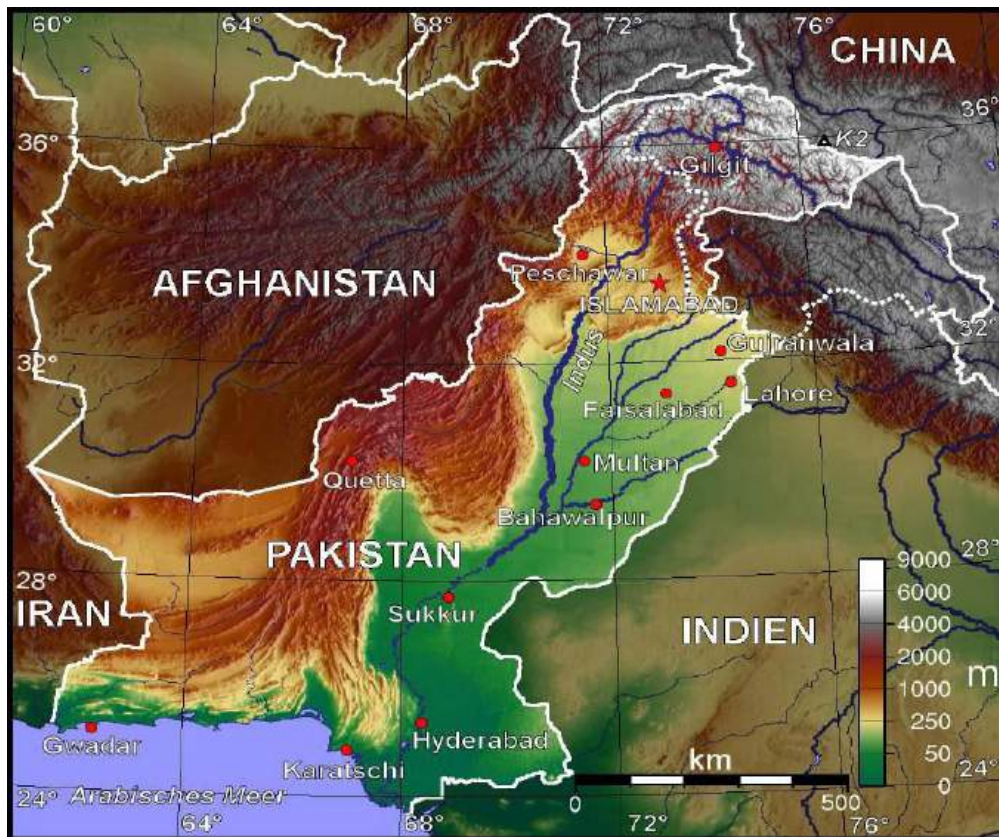 60° 64° 68° 72° 76°
CHINA
36° 36°
K2
Gilgit
AFGHANISTAN
Peschawar
ISLAMABAD
32° 32°
Indus
Gujranwala
Lahore
Faisalabad
Multan
Quetta
Bahawalpur
PAKISTAN
28° 28°
IRAN
Sukkur
INDIEN
9000
6000
4000
2000
1000
250
50
0
m
Gwadar
Hyderabad
Karatschi
km
0 500
24° Arabisches Meer 24°
64° 68° 72° 76°